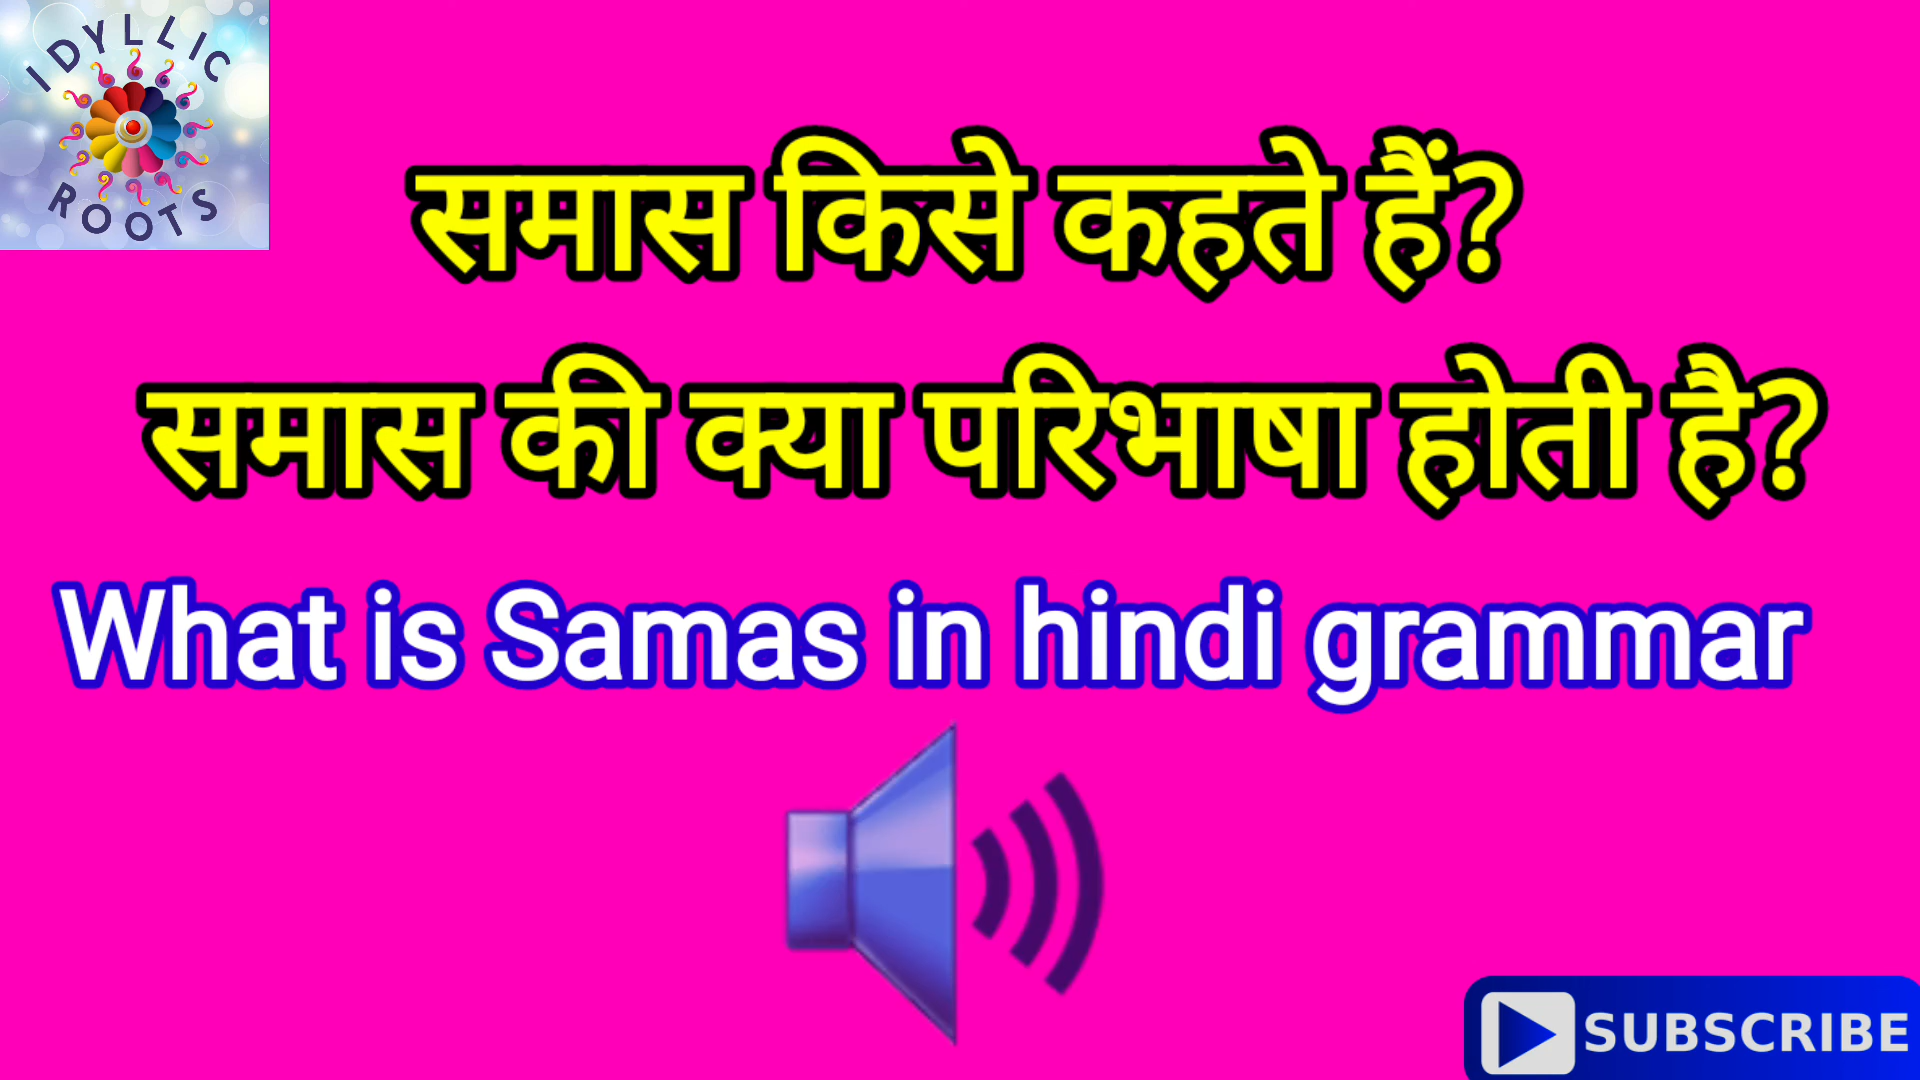 IDYLLIC
ROOTS
समास किसे कहते हैं?
समास की क्या परिभाषा होती है?
What is Samas in hindi grammar
SUBSCRIBE